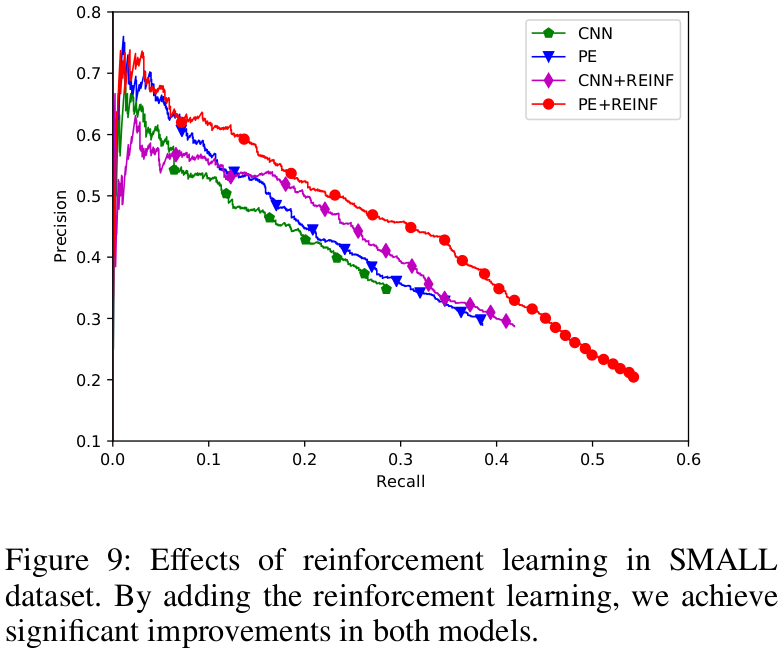 0.8
0.7
0.6
0.5
0.4
0.3
0.2
0.1
Precision
CNN
PE
CNN+REINF
PE+REINF
0.0 0.1 0.2 0.3 0.4 0.5 0.6
Recall
Figure 9: Effects of reinforcement learning in SMALL
dataset. By adding the reinforcement learning, we achieve
significant improvements in both models.